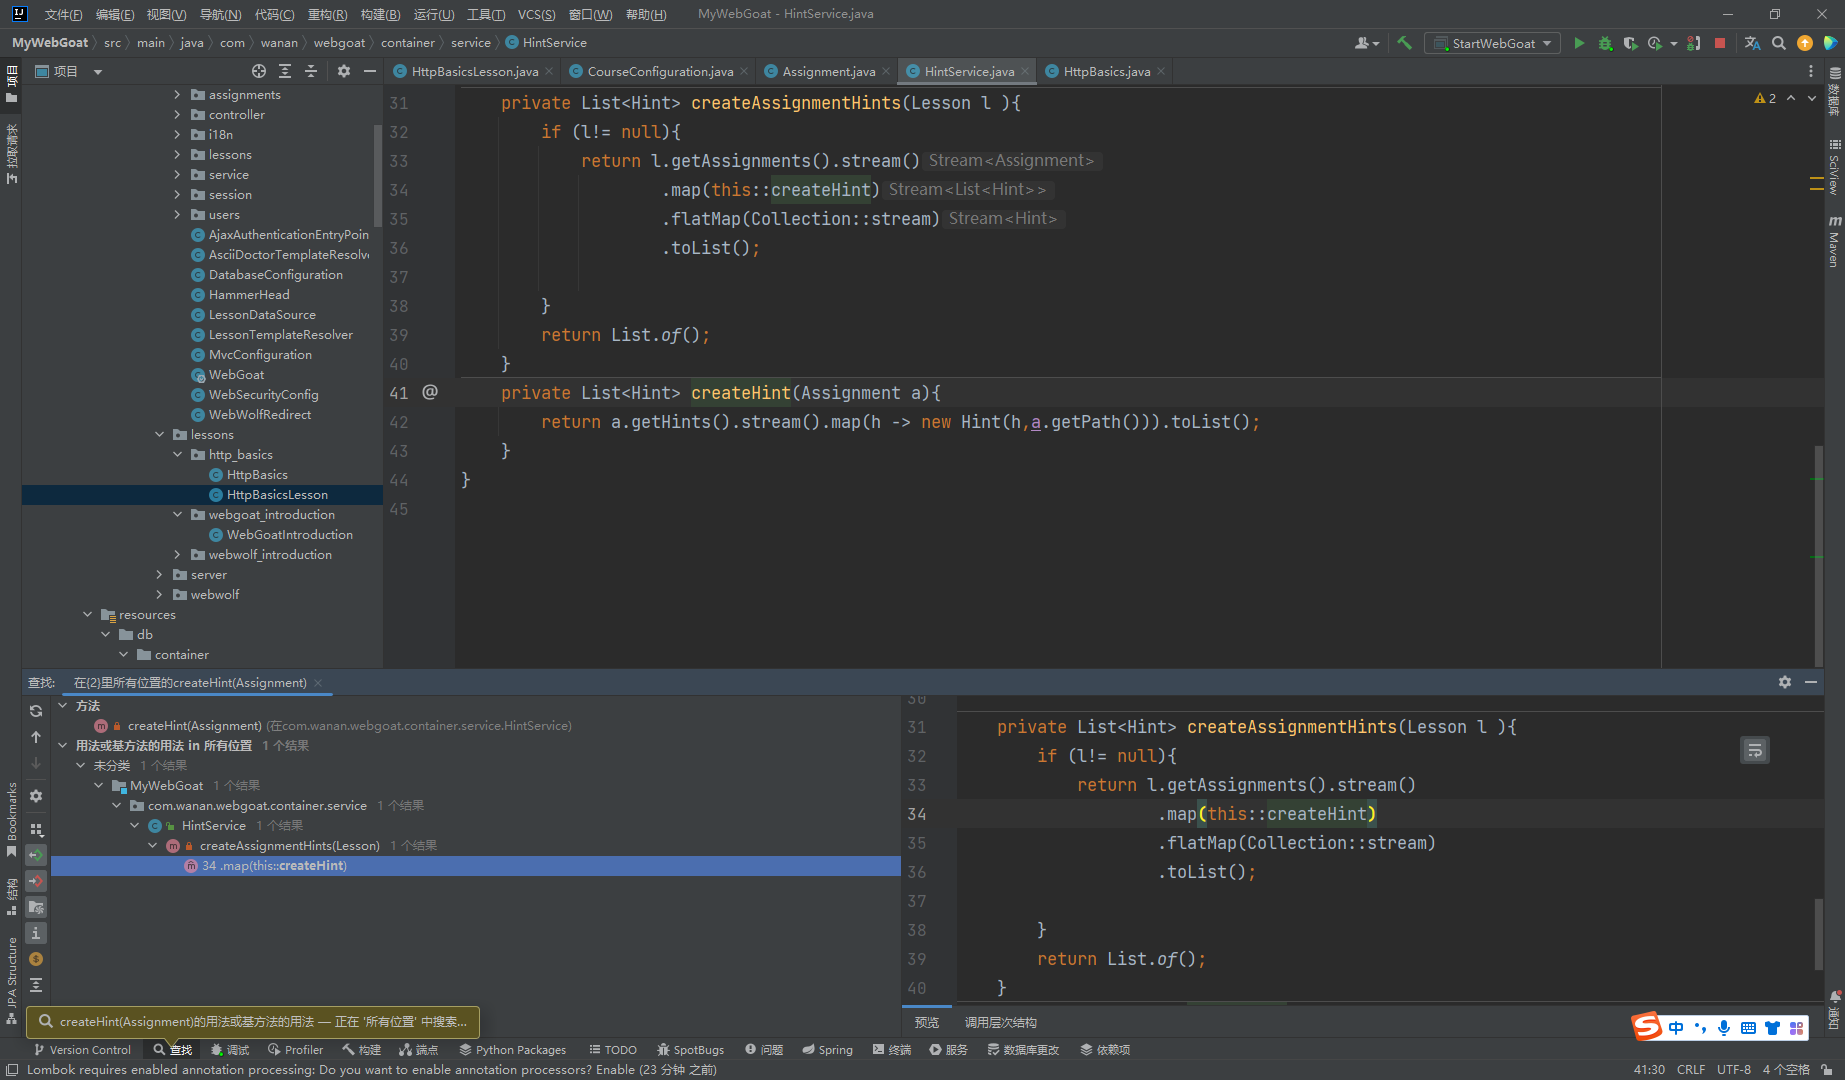 文件(F) 编辑(E) 视图(V) 导航(N) 代码(C) 重构(R) 构建(B) 运行(U) 工具(T) VCS(S) 窗口(W) 帮助(H) MyWebGoat - HintService.java
MyWebGoat src main java com wanan webgoat container service HintService
StartWebGoat
项目
HttpBasicsLesson.java CourseConfiguration.java Assignment.java HintService.java HttpBasics.java
项目
拉取请求
Bookmarks
结构
JPA Structure
assignments
controller
i18n
lessons
service
session
users
AjaxAuthenticationEntryPoin
AsciiDoctorTemplateResolve
DatabaseConfiguration
HammerHead
LessonDataSource
LessonTemplateResolver
MvcConfiguration
WebGoat
WebSecurityConfig
WebWolfRedirect
lessons
http_basics
HttpBasics
HttpBasicsLesson
webgoat_introduction
WebGoatIntroduction
webwolf_introduction
server
webwolf
resources
db
container
31 private List<Hint> createAssignmentHints(Lesson l ){
32 if (l!= null){
33 return l.getAssignments().stream() Stream<Assignment>
34 .map(this::createHint) Stream<List<Hint>>
35 .flatMap(Collection::stream) Stream<Hint>
36 .toList();
37
38 }
39 return List.of();
40 }
41 @ private List<Hint> createHint(Assignment a){
42 return a.getHints().stream().map(h -> new Hint(h,a.getPath())).toList();
43 }
44 }
45
2
数据库
SciView
Maven
通知
查找: 在{2}里所有位置的createHint(Assignment)
方法
createHint(Assignment) (在com.wanan.webgoat.container.service.HintService)
用法或基方法的用法 in 所有位置 1 个结果
未分类 1 个结果
MyWebGoat 1 个结果
com.wanan.webgoat.container.service 1 个结果
HintService 1 个结果
createAssignmentHints(Lesson) 1 个结果
34 .map(this::createHint)
30
31 private List<Hint> createAssignmentHints(Lesson l ){
32 if (l!= null){
33 return l.getAssignments().stream()
34 .map(this::createHint)
35 .flatMap(Collection::stream)
36 .toList();
37
38 }
39 return List.of();
40 }
预览 调用层次结构
createHint(Assignment)的用法或基方法的用法 — 正在 '所有位置' 中搜索...
中
Version Control 查找 调试 Profiler 构建 端点 Python Packages TODO SpotBugs 问题 Spring 终端 服务 数据库更改 依赖项
Lombok requires enabled annotation processing: Do you want to enable annotation processors? Enable (23 分钟 之前)
41:30 CRLF UTF-8 4 个空格